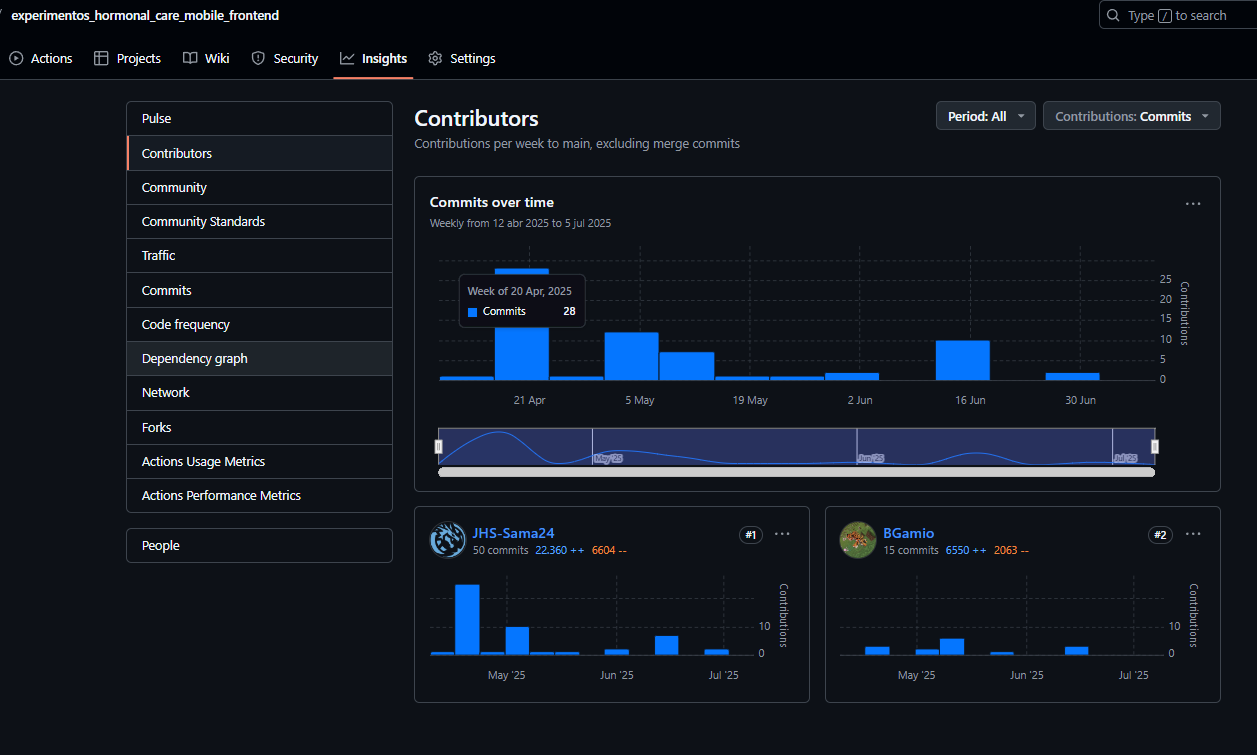 experimentos_hormonal_care_mobile_frontend
Type / to search
Actions
Projects
Wiki
Security
Insights
Settings
Pulse
Contributors
Community
Community Standards
Traffic
Commits
Code frequency
Dependency graph
Network
Forks
Actions Usage Metrics
Actions Performance Metrics
People
Contributors
Contributions per week to main, excluding merge commits
Period: All
Contributions: Commits
Commits over time
Weekly from 12 abr 2025 to 5 jul 2025
Week of 20 Apr, 2025
Commits 28
25
20
15
10
5
0
Contributions
21 Apr
5 May
19 May
2 Jun
16 Jun
30 Jun
May '25
Jun '25
Jul '25
JHS-Sama24
#1
50 commits 22.360 ++ 6604 --
10
0
Contributions
May '25
Jun '25
Jul '25
BGamio
#2
15 commits 6550 ++ 2063 --
10
0
Contributions
May '25
Jun '25
Jul '25